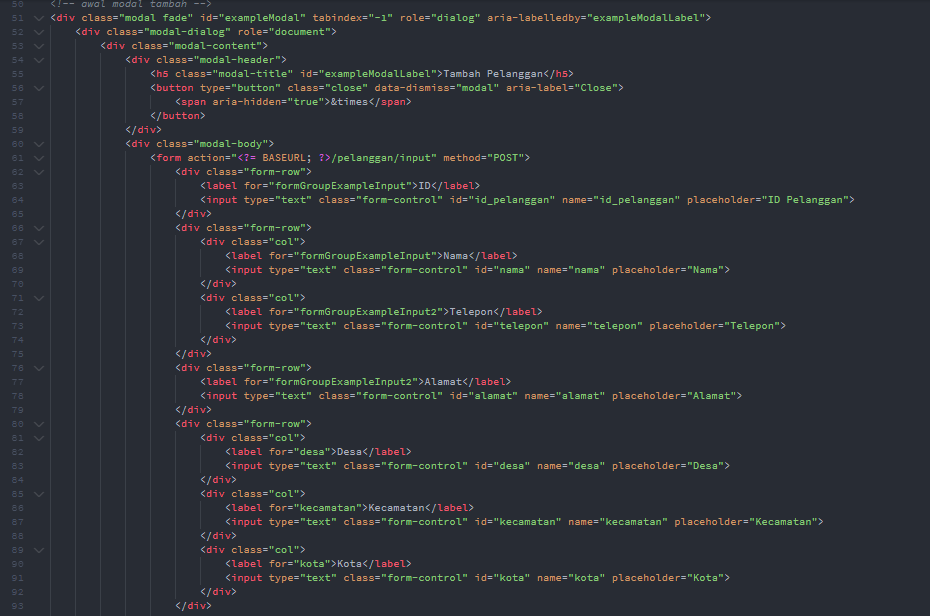 50 <!-- awal modal tambah -->
51 <div class="modal fade" id="exampleModal" tabindex="-1" role="dialog" aria-labelledby="exampleModalLabel">
52 <div class="modal-dialog" role="document">
53 <div class="modal-content">
54 <div class="modal-header">
55 <h5 class="modal-title" id="exampleModalLabel">Tambah Pelanggan</h5>
56 <button type="button" class="close" data-dismiss="modal" aria-label="Close">
57 <span aria-hidden="true">&times</span>
58 </button>
59 </div>
60 <div class="modal-body">
61 <form action="<?= BASEURL; ?>/pelanggan/input" method="POST">
62 <div class="form-row">
63 <label for="formGroupExampleInput">ID</label>
64 <input type="text" class="form-control" id="id_pelanggan" name="id_pelanggan" placeholder="ID Pelanggan">
65 </div>
66 <div class="form-row">
67 <div class="col">
68 <label for="formGroupExampleInput">Nama</label>
69 <input type="text" class="form-control" id="nama" name="nama" placeholder="Nama">
70 </div>
71 <div class="col">
72 <label for="formGroupExampleInput2">Telepon</label>
73 <input type="text" class="form-control" id="telepon" name="telepon" placeholder="Telepon">
74 </div>
75 </div>
76 <div class="form-row">
77 <label for="formGroupExampleInput2">Alamat</label>
78 <input type="text" class="form-control" id="alamat" name="alamat" placeholder="Alamat">
79 </div>
80 <div class="form-row">
81 <div class="col">
82 <label for="desa">Desa</label>
83 <input type="text" class="form-control" id="desa" name="desa" placeholder="Desa">
84 </div>
85 <div class="col">
86 <label for="kecamatan">Kecamatan</label>
87 <input type="text" class="form-control" id="kecamatan" name="kecamatan" placeholder="Kecamatan">
88 </div>
89 <div class="col">
90 <label for="kota">Kota</label>
91 <input type="text" class="form-control" id="kota" name="kota" placeholder="Kota">
92 </div>
93 </div>